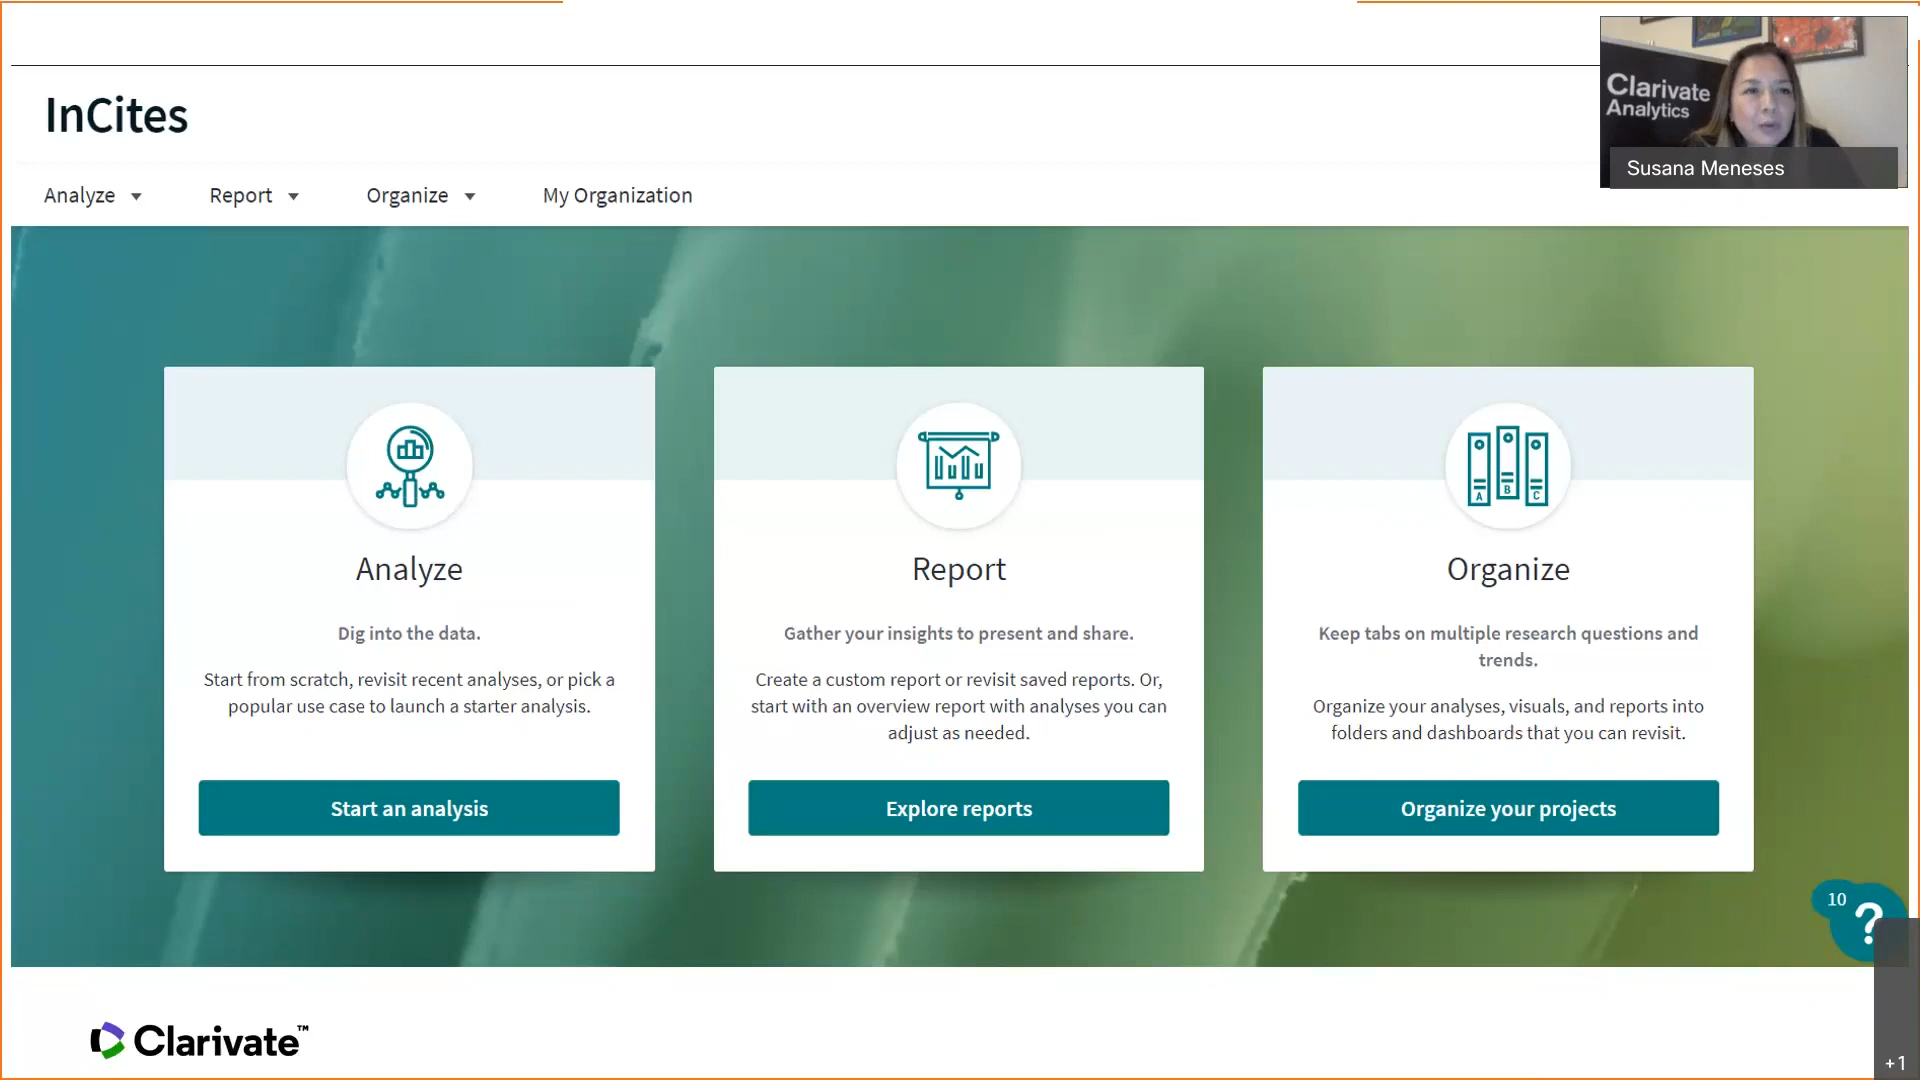 Clarivate
Analytics
Susana Meneses
InCites
Analyze
Report
Organize
My Organization
A
B
C
Analyze
Dig into the data.
Start from scratch, revisit recent analyses, or pick a
popular use case to launch a starter analysis.
Start an analysis
Report
Gather your insights to present and share.
Create a custom report or revisit saved reports. Or,
start with an overview report with analyses you can
adjust as needed.
Explore reports
Organize
Keep tabs on multiple research questions and
trends.
Organize your analyses, visuals, and reports into
folders and dashboards that you can revisit.
Organize your projects
10
?
Clarivate™
+1